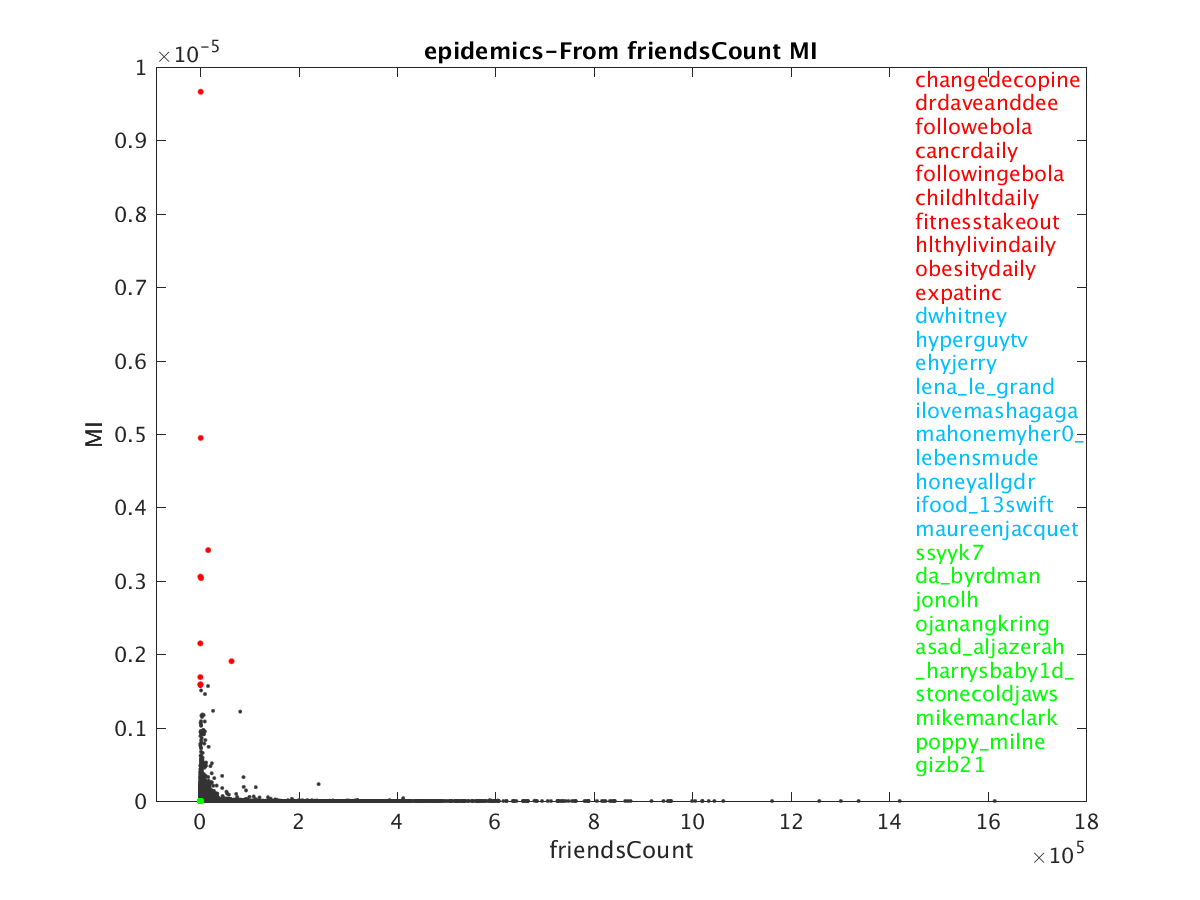 epidemics-From friendsCount MI
×10-5
1
0.9
0.8
0.7
0.6
0.5
0.4
0.3
0.2
0.1
0
MI
changedecopine
drdaveanddee
followebola
cancrdaily
followingebola
childhltdaily
fitnesstakeout
hlthylivindaily
obesitydaily
expatinc
dwhitney
hyperguytv
ehyjerry
lena_le_grand
ilovemashagaga
mahonemyher0_
lebensmude
honeyallgdr
ifood_13swift
maureenjacquet
ssyyk7
da_byrdman
jonolh
ojanangkring
asad_aljazerah
_harrysbaby1d_
stonecoldjaws
mikemanclark
poppy_milne
gizb21
0 2 4 6 8 10 12 14 16 18
friendsCount
×105